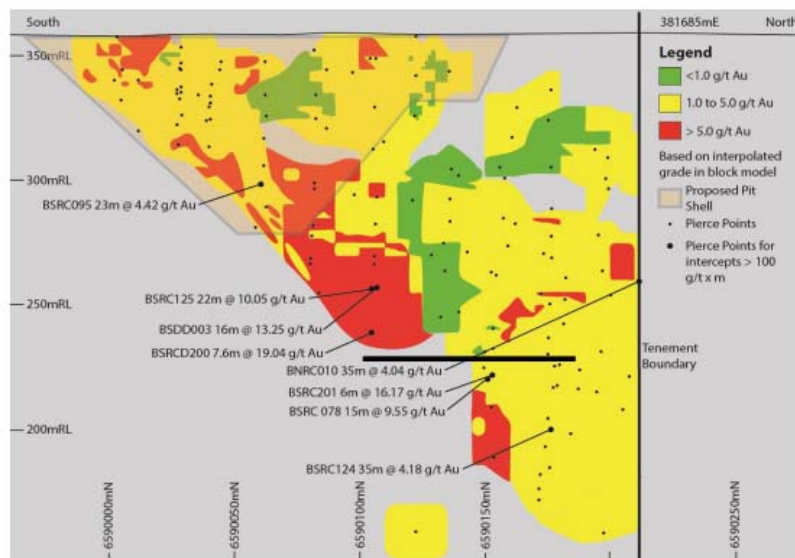 South
381685mE
North
350mRL
300mRL
250mRL
200mRL
Legend
<1.0 g/t Au
1.0 to 5.0 g/t Au
> 5.0 g/t Au
Based on interpolated
grade in block model
Proposed Pit
Shell
Pierce Points
Pierce Points for
intercepts > 100
g/t x m
BSRC095 23m @ 4.42 g/t Au
BSRC125 22m @ 10.05 g/t Au
BSDD003 16m @ 13.25 g/t Au
BSRCD200 7.6m @ 19.04 g/t Au
BNRC010 35m @ 4.04 g/t Au
BSRC201 6m @ 16.17 g/t Au
BSRC 078 15m @ 9.55 g/t Au
BSRC124 35m @ 4.18 g/t Au
Tenement
Boundary
6590000mN
6590050mN
6590100mN
6590150mN
6590250mN